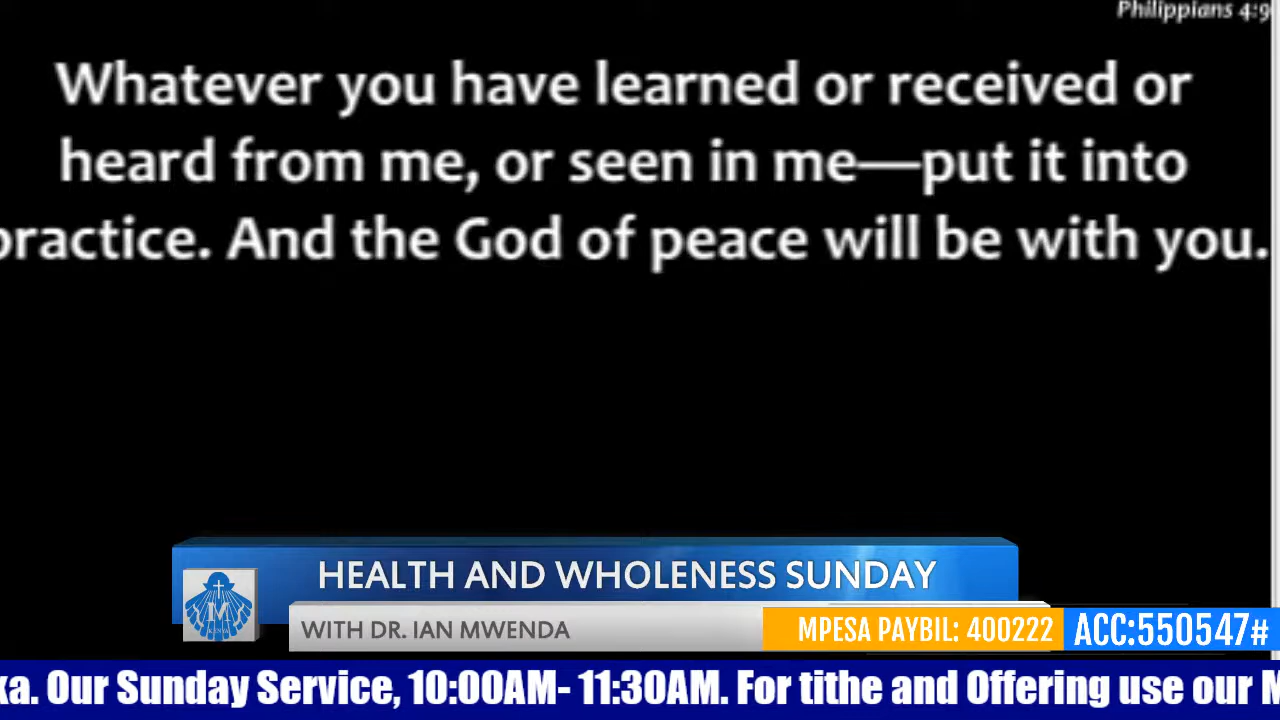 Philippians 4:9
Whatever you have learned or received or
heard from me, or seen in me—put it into
practice. And the God of peace will be with you.
HEALTH AND WHOLENESS SUNDAY
M
WITH DR. IAN MWENDA
MPESA PAYBIL: 400222 ACC:550547#
ka. Our Sunday Service, 10:00AM- 11:30AM. For tithe and Offering use our M